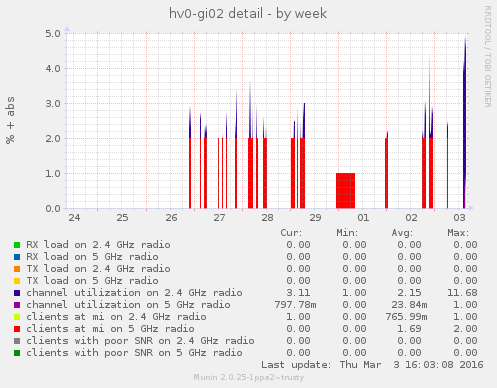 hv0-gi02 detail - by week
RRDTOOL / TOBI OETIKER
% + abs
5.0
4.0
3.0
2.0
1.0
0.0
24 25 26 27 28 29 01 02 03
Cur: Min: Avg: Max:
RX load on 2.4 GHz radio 0.00 0.00 0.00 0.00
RX load on 5 GHz radio 0.00 0.00 0.00 0.00
TX load on 2.4 GHz radio 0.00 0.00 0.00 0.00
TX load on 5 GHz radio 0.00 0.00 0.00 0.00
channel utilization on 2.4 GHz radio 3.11 1.00 2.15 11.68
channel utilization on 5 GHz radio 797.78m 0.00 23.84m 1.00
clients at mi on 2.4 GHz radio 1.00 0.00 765.99m 1.00
clients at mi on 5 GHz radio 0.00 0.00 1.69 2.00
clients with poor SNR on 2.4 GHz radio 0.00 0.00 0.00 0.00
clients with poor SNR on 5 GHz radio 0.00 0.00 0.00 0.00
Last update: Thu Mar 3 16:03:08 2016
Munin 2.0.25-1ppa2~trusty